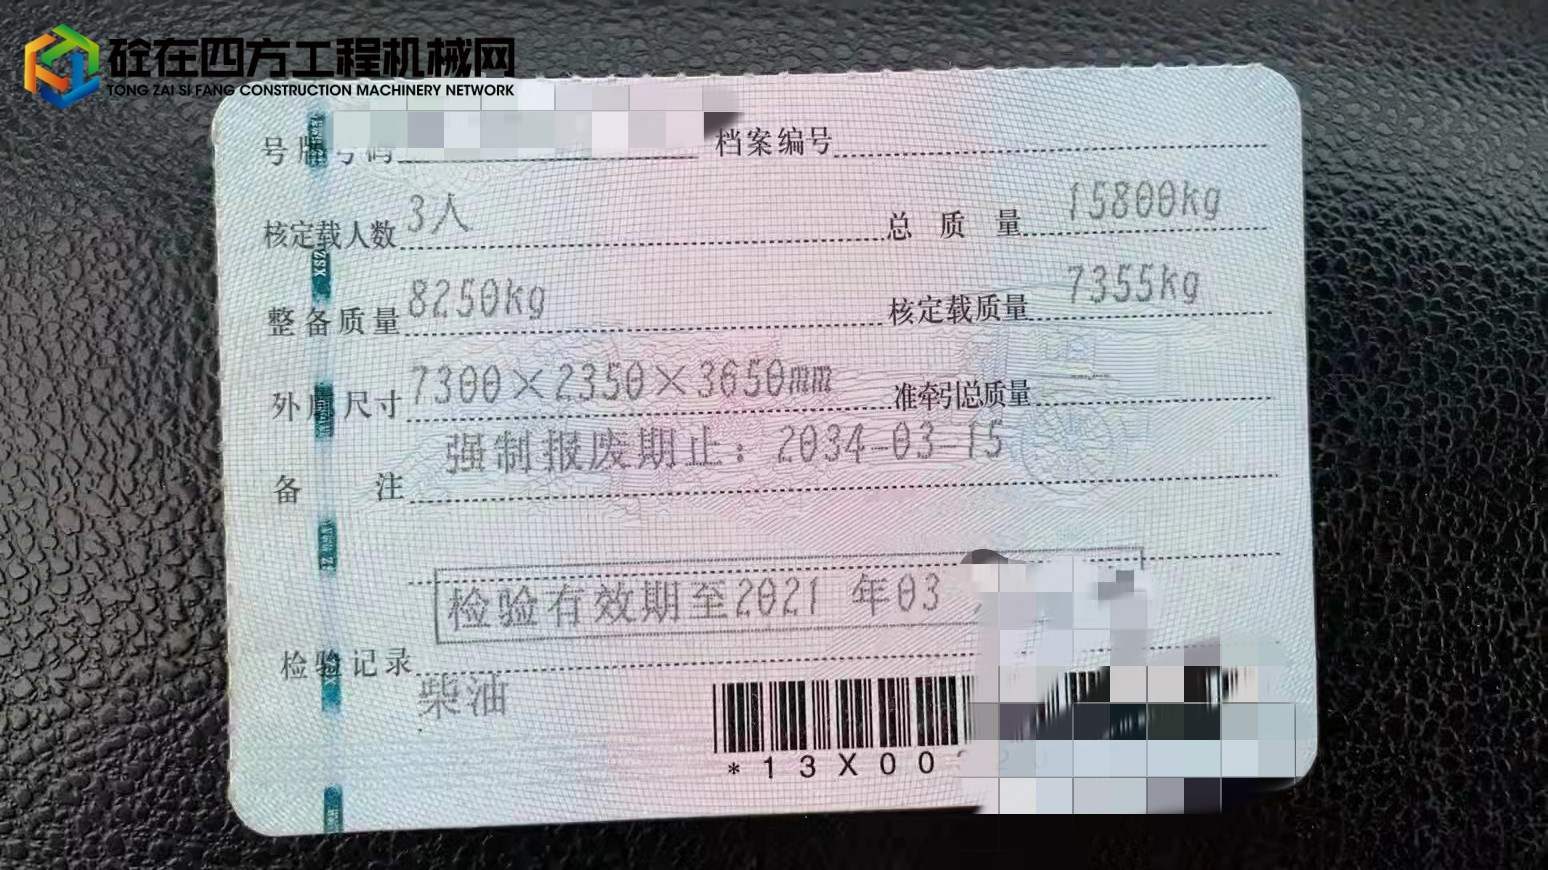 砼在四方工程机械网
TONG ZAI SI FANG CONSTRUCTION MACHINERY NETWORK
号牌号码 档案编号
核定载人数 3人 总质量 15800kg
整备质量 8250kg 核定载质量 7355kg
外廓尺寸 7300×2350×3650mm 准牵引总质量
备注 强制报废期止：2034-03-15
检验有效期至2021 年03
检验记录
柴油
*13X00